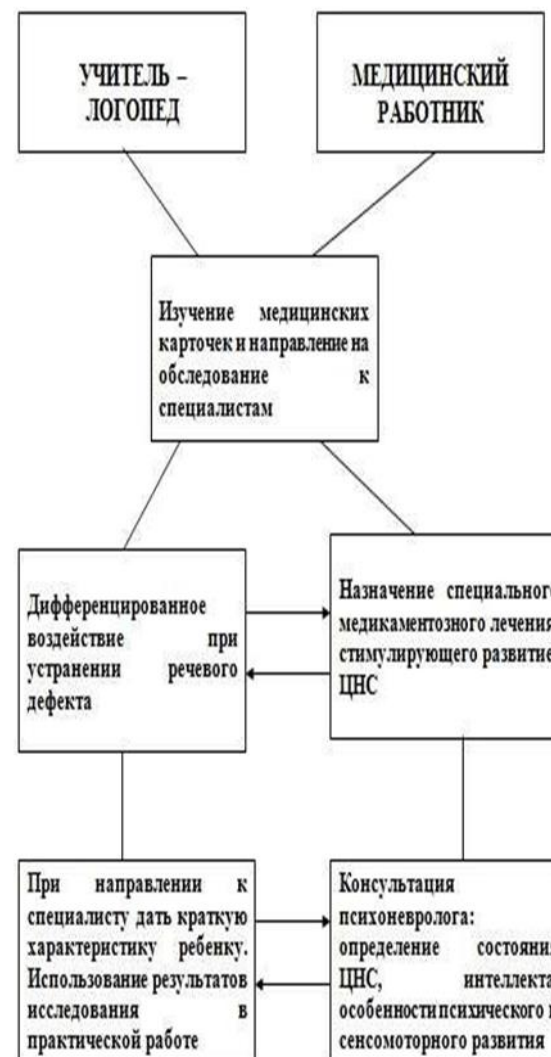 УЧИТЕЛЬ –
ЛОГОПЕД
МЕДИЦИНСКИЙ
РАБОТНИК
Изучение медицинских
карточек и направление на
обследование к
специалистам
Дифференцированное
воздействие при
устранении речевого
дефекта
Назначение специального
медикаментозного лечения
стимулирующего развитие
ЦНС
При направлении к
специалисту дать краткую
характеристику ребенку.
Использование результатов
исследования в
практической работе
Консультация
психоневролога:
определение состояния
ЦНС, интеллекта
особенности психического и
сенсомоторного развития